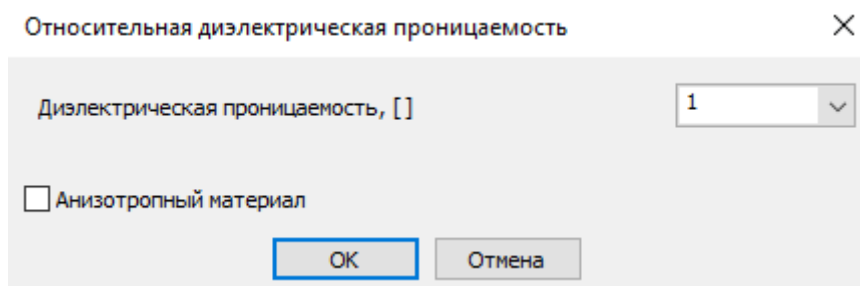 Относительная диэлектрическая проницаемость
Диэлектрическая проницаемость, [] 1
Анизотропный материал
OK Отмена